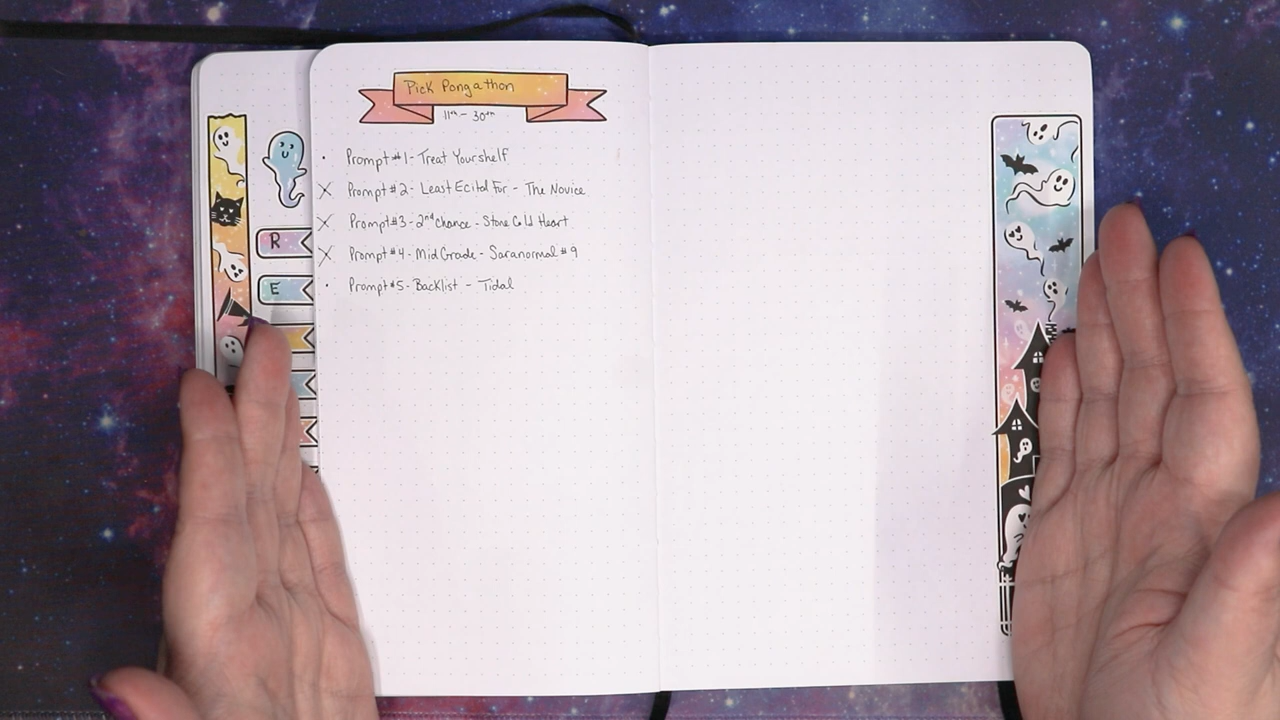 Pick Pongathon
11th - 30th
· Prompt #1 - Treat Yourshelf
X Prompt #2 - Least Ecited For - The Novice
X Prompt #3 - 2nd Chance - Stone Cold Heart
X Prompt #4 - Mid Grade - Saranormal #9
· Prompt #5 - Backlist - Tidal
R
E